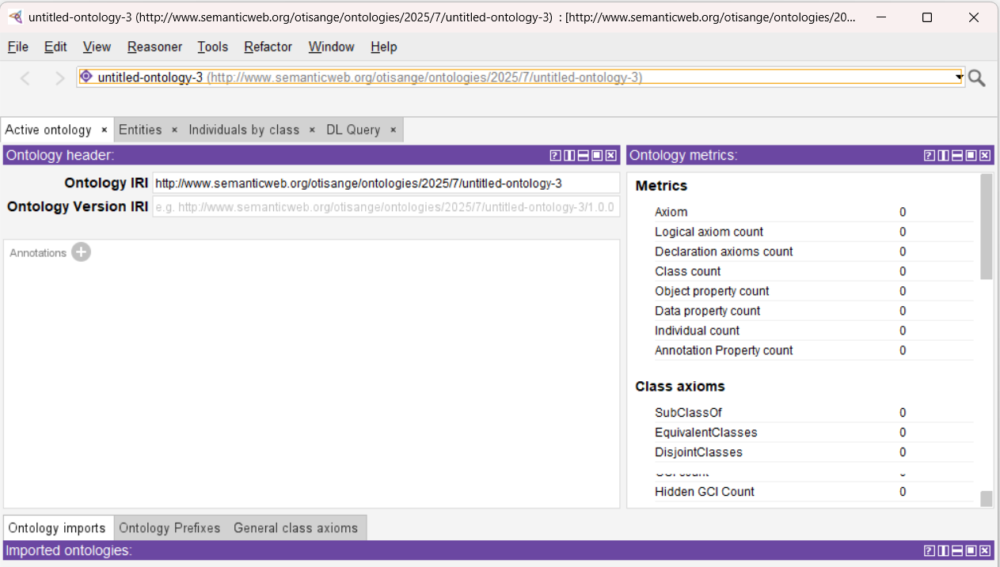 untitled-ontology-3 (http://www.semanticweb.org/otisange/ontologies/2025/7/untitled-ontology-3) : [http://www.semanticweb.org/otisange/ontologies/20...
File Edit View Reasoner Tools Refactor Window Help
untitled-ontology-3 (http://www.semanticweb.org/otisange/ontologies/2025/7/untitled-ontology-3)
Active ontology × Entities × Individuals by class × DL Query ×
Ontology header:
Ontology IRI http://www.semanticweb.org/otisange/ontologies/2025/7/untitled-ontology-3
Ontology Version IRI e.g. http://www.semanticweb.org/otisange/ontologies/2025/7/untitled-ontology-3/1.0.0
Annotations
Ontology metrics:
Metrics
Axiom 0
Logical axiom count 0
Declaration axioms count 0
Class count 0
Object property count 0
Data property count 0
Individual count 0
Annotation Property count 0
Class axioms
SubClassOf 0
EquivalentClasses 0
DisjointClasses 0
Hidden GCI Count 0
Ontology imports Ontology Prefixes General class axioms
Imported ontologies: